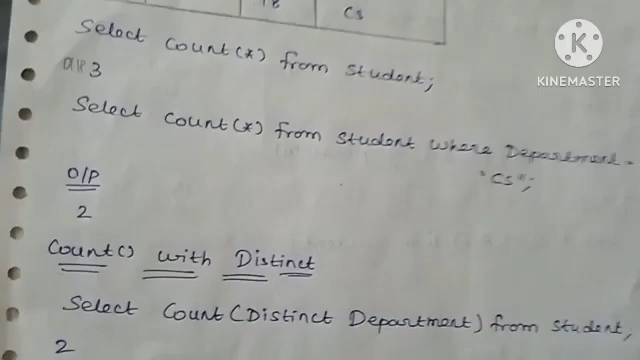 18 CS
Select Count(*) from Student;
O/P 3
Select Count(*) from Student where Department =
"CS";
O/P
2
Count() with Distinct
Select Count(Distinct Department) from Student,
2
K
KINEMASTER